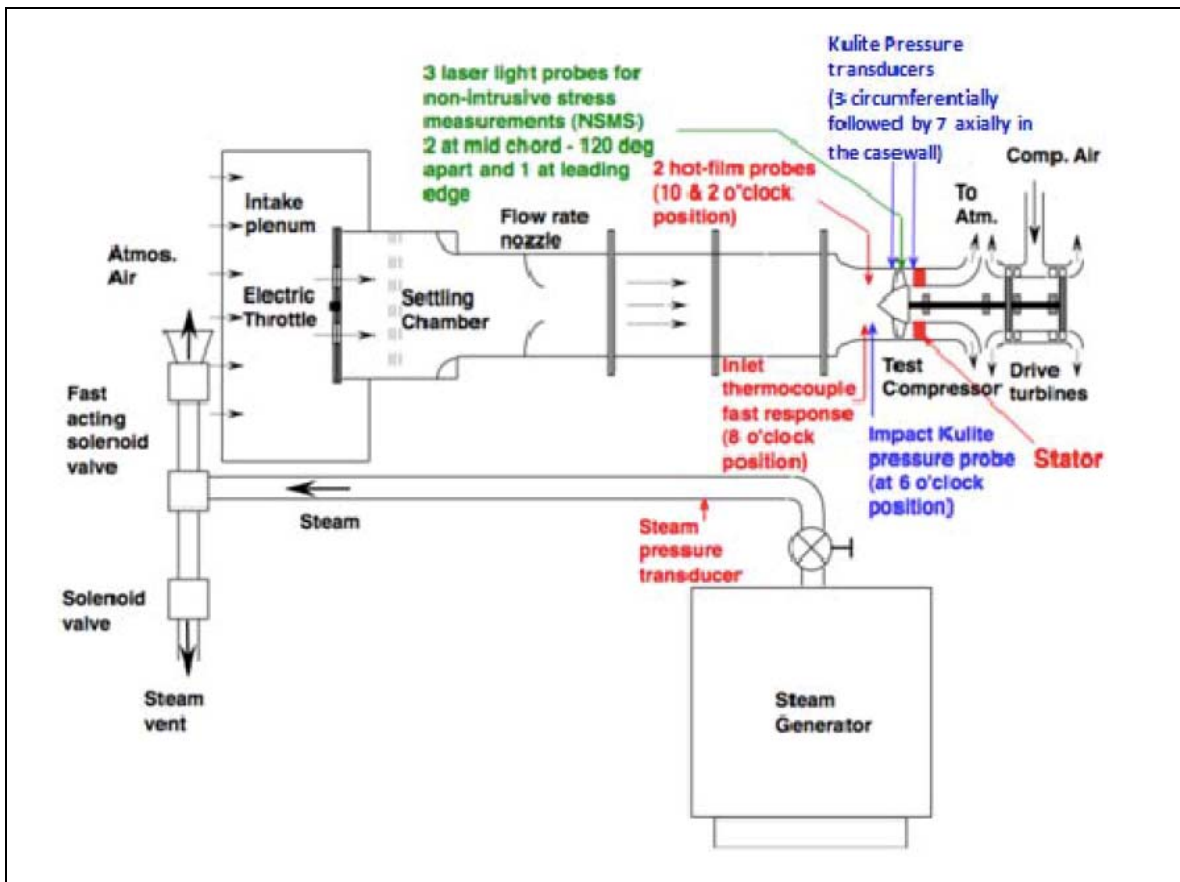 Kulite Pressure
transducers
(3 circumferentially
followed by 7 axially in
the casewall)
3 laser light probes for
non-intrusive stress
measurements (NSMS)
2 at mid chord - 120 deg
apart and 1 at leading
edge
Comp. Air
2 hot-film probes
(10 & 2 o"clock
position)
To
Atm.
Intake
plenum
Flow rate
nozzle
Atmos.
Air
Electric
Throttle
Settling
Chamber
Fast
acting
solenoid
valve
Inlet
thermocouple
fast response
(8 o'clock
position)
Test
Compressor
Drive
turbines
Impact Kulite
pressure probe
(at 6 o'clock
position)
Stator
Steam
Steam
pressure
transducer
Solenoid
valve
Steam
vent
Steam
Generator